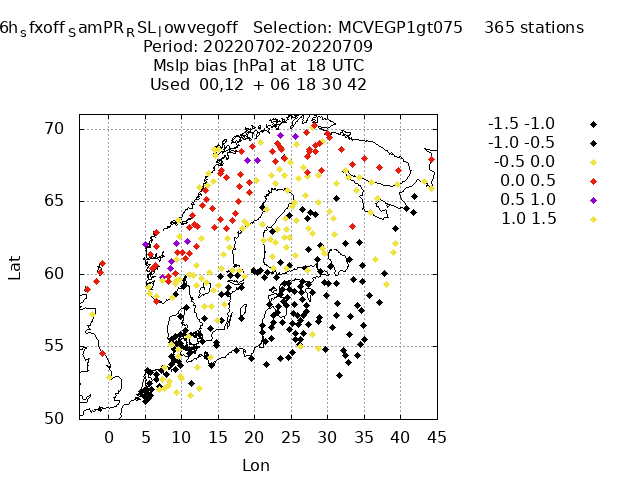 6h_sfxoff_samPR_RSL_lowvegoff Selection: MCVEGP1gt075 365 stations
Period: 20220702-20220709
Mslp bias [hPa] at 18 UTC
Used 00,12 + 06 18 30 42
-1.5 -1.0
-1.0 -0.5
-0.5 0.0
0.0 0.5
0.5 1.0
1.0 1.5
70
65
60
55
50
Lat
0 5 10 15 20 25 30 35 40 45
Lon